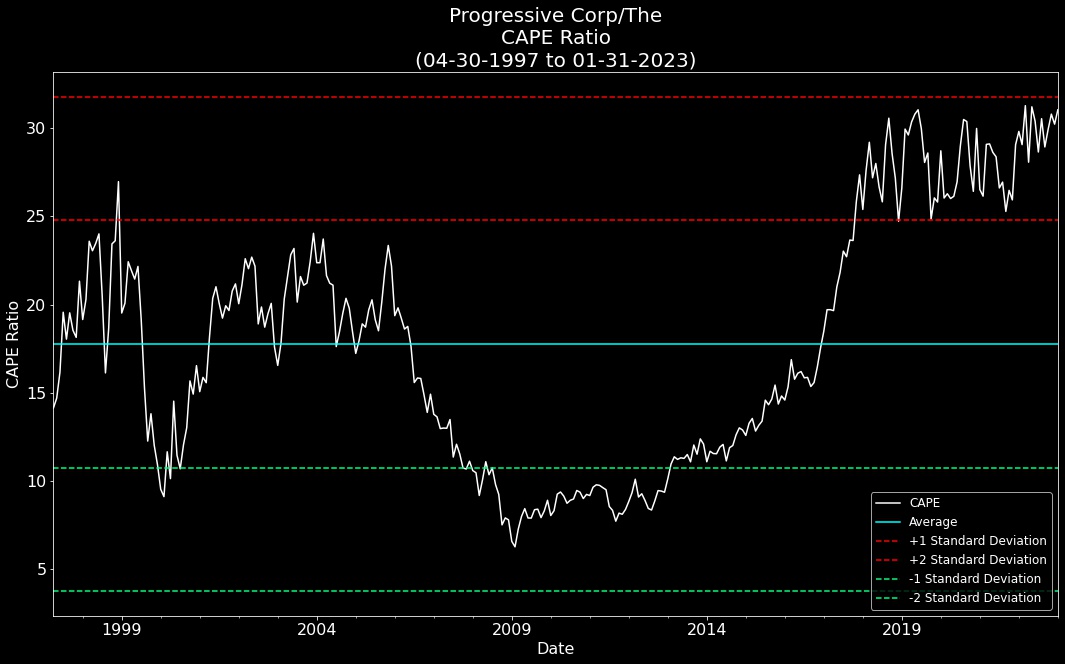 Progressive Corp/The
CAPE Ratio
(04-30-1997 to 01-31-2023)
CAPE Ratio
30
25
20
15
10
5
1999
2004
2009
2014
2019
Date
CAPE
Average
+1 Standard Deviation
+2 Standard Deviation
-1 Standard Deviation
-2 Standard Deviation